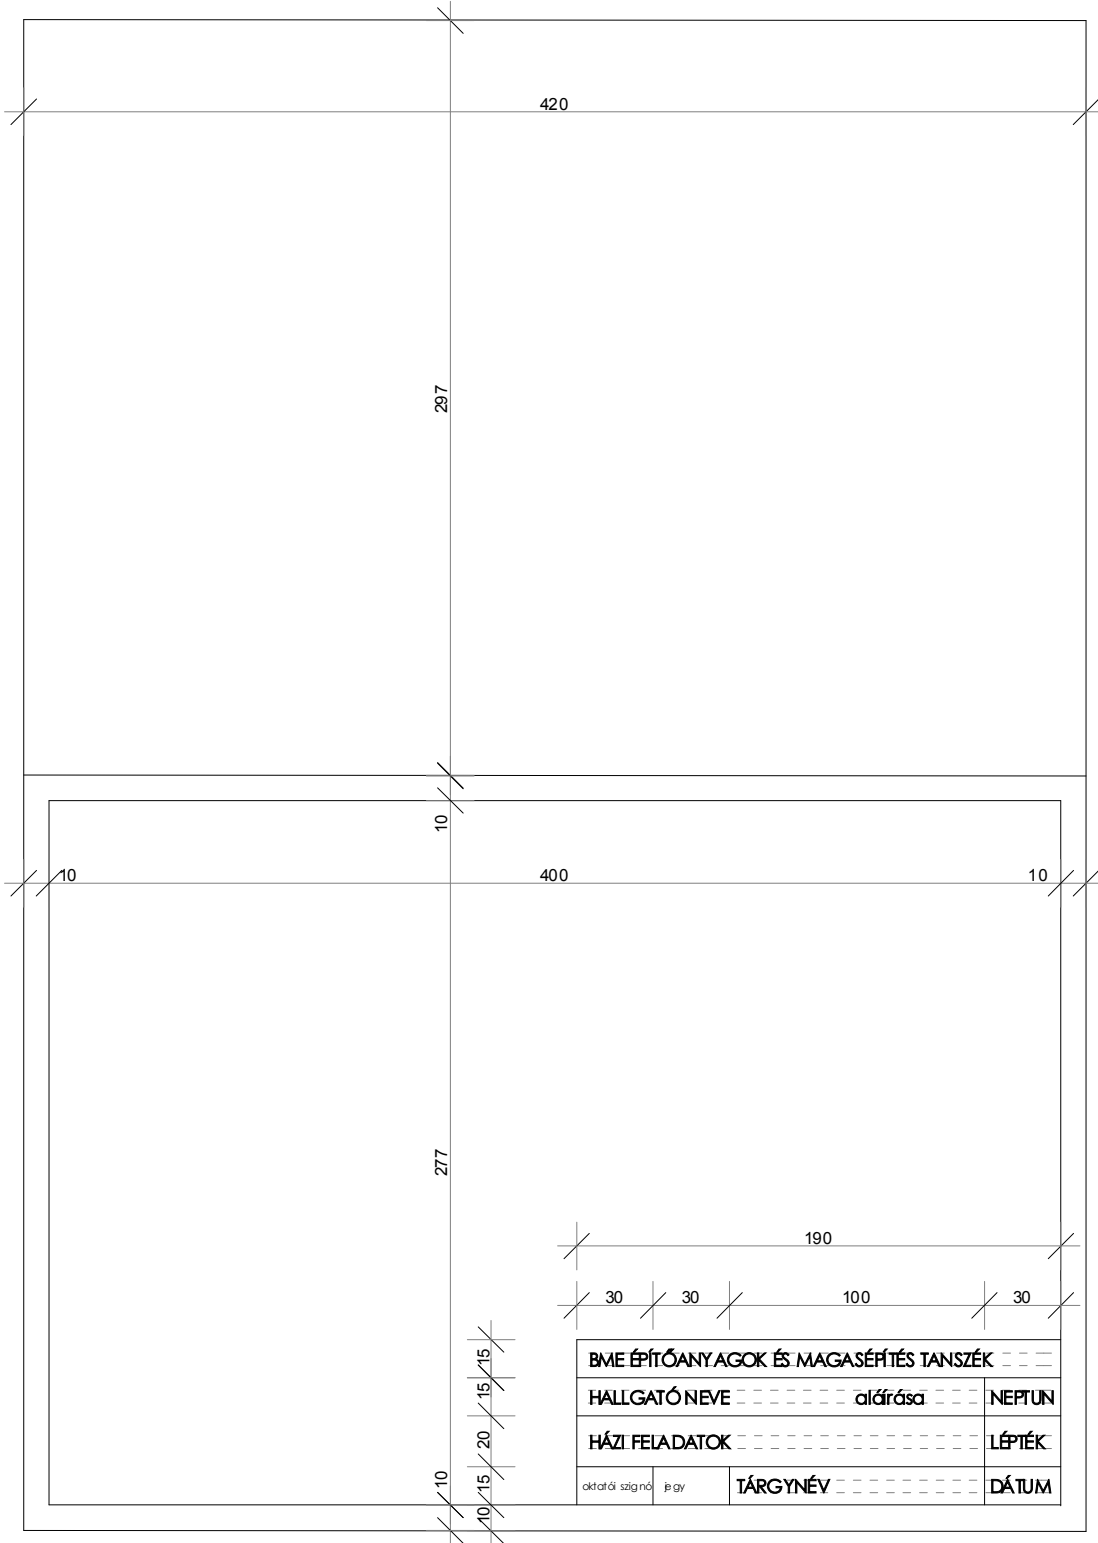 420
297
10
10 400 10
277
190
30 30 100 30
15 BME ÉPÍTŐANYAGOK ÉS MAGASÉPÍTÉS TANSZÉK
15 HALLGATÓ NEVE aláírása NEPTUN
20 HÁZI FELADATOK LÉPTÉK
10 15 oktatói szignó jegy TÁRGYNÉV DÁTUM
10